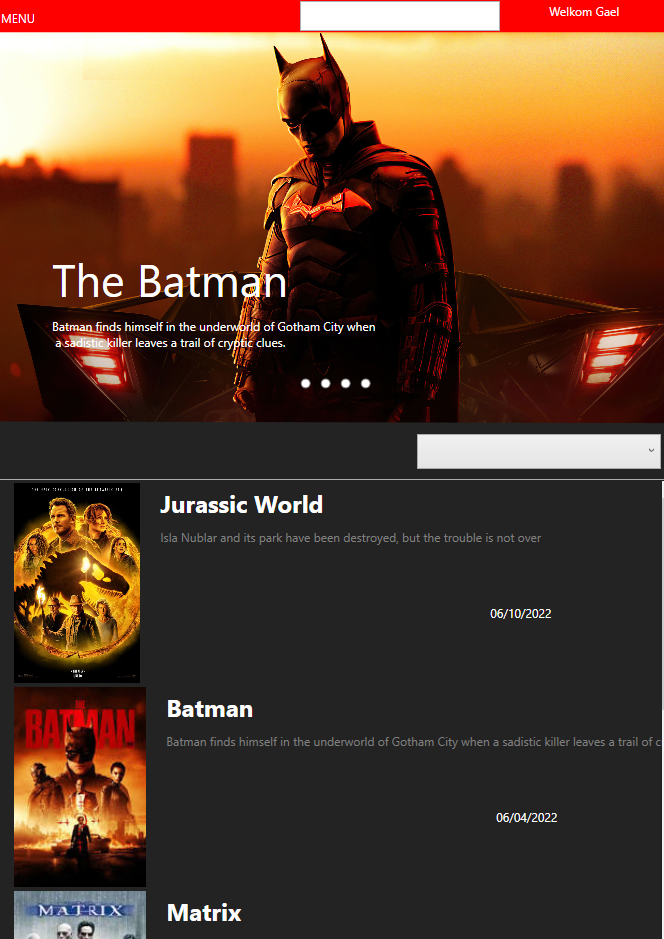 MENU
Welkom Gael
The Batman
Batman finds himself in the underworld of Gotham City when
a sadistic killer leaves a trail of cryptic clues.
Jurassic World
Isla Nublar and its park have been destroyed, but the trouble is not over
06/10/2022
THE
BATMAN
Batman
Batman finds himself in the underworld of Gotham City when a sadistic killer leaves a trail of c
06/04/2022
MATRIX
Matrix